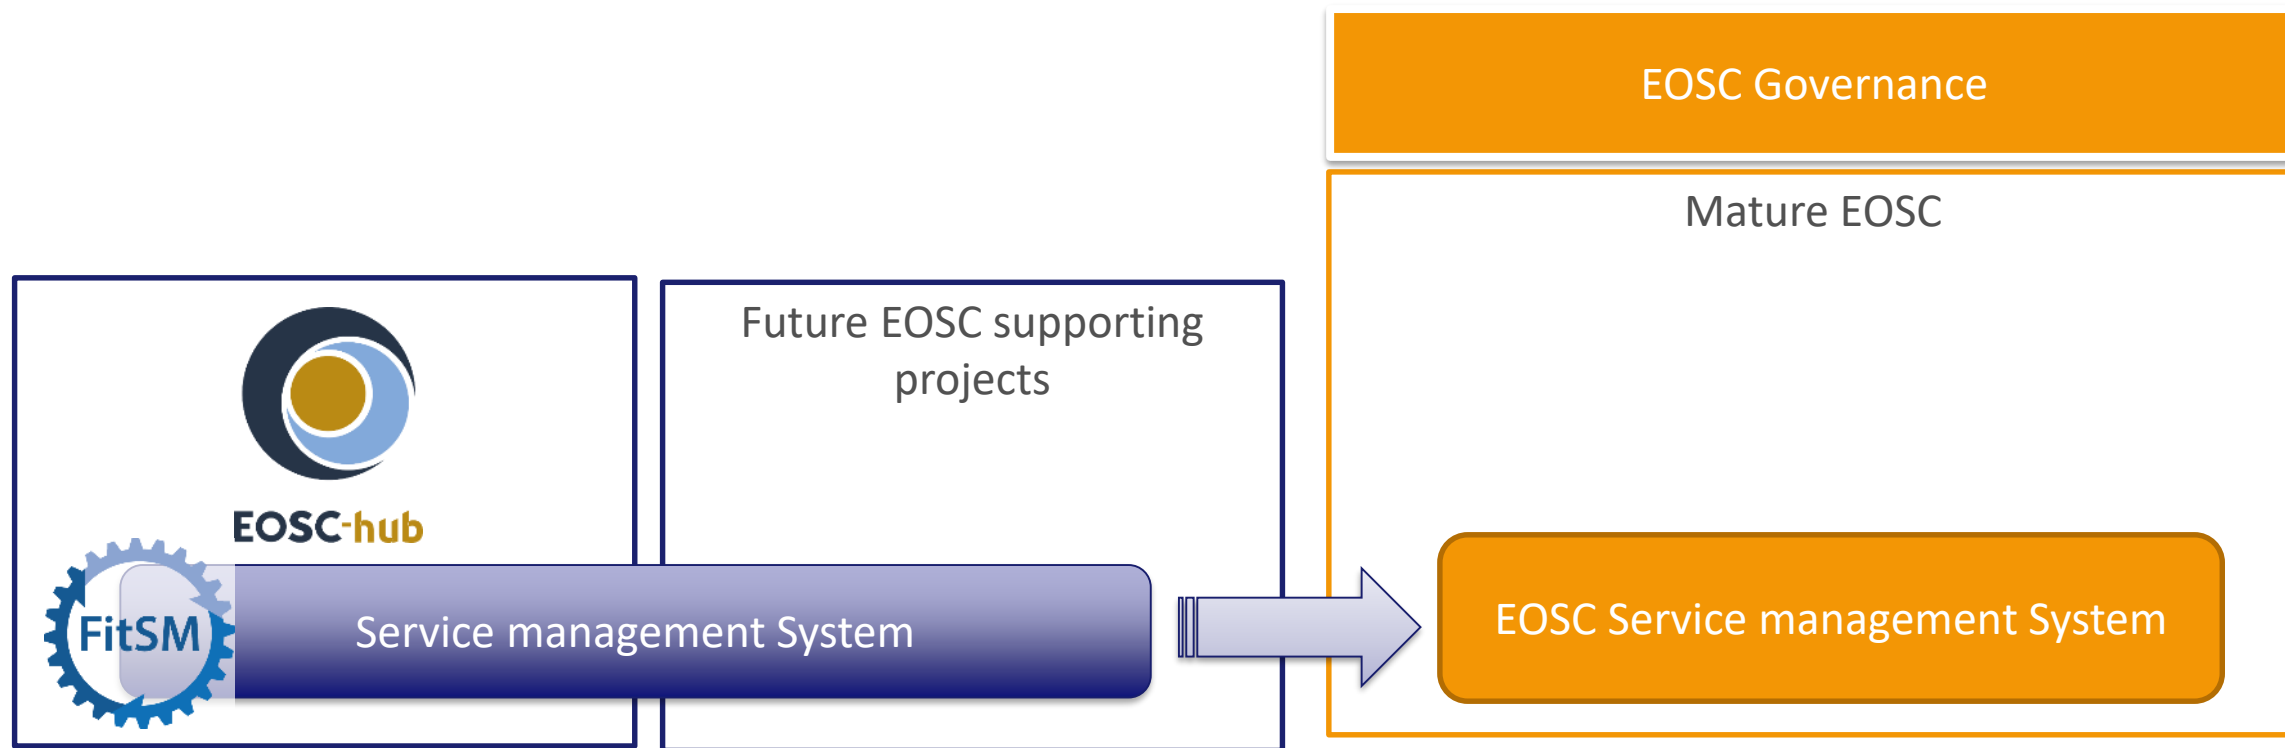 EOSC Governance
Mature EOSC
EOSC-hub
Future EOSC supporting
projects
FitSM
Service management System
EOSC Service management System